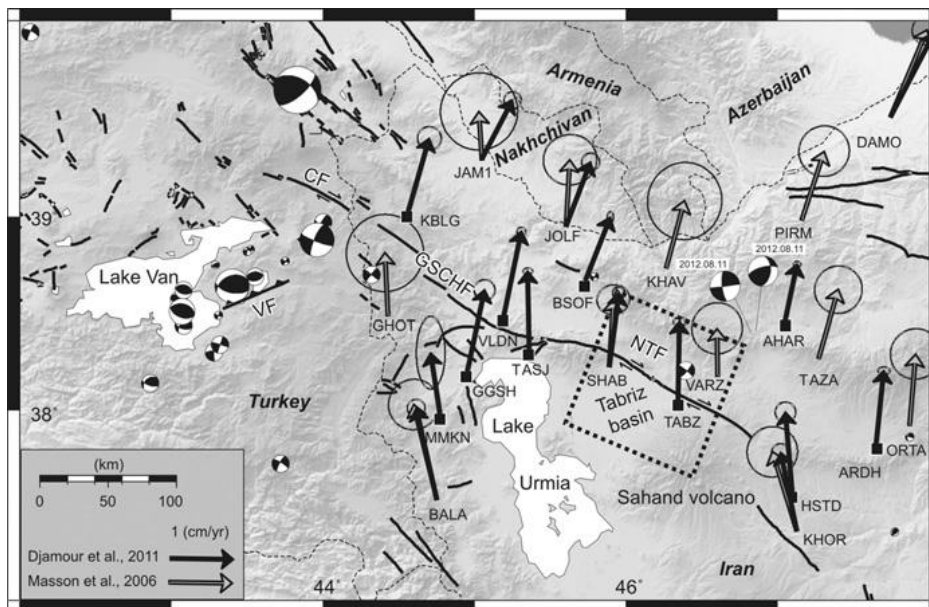 Armenia
Azerbaijan
Nakhchivan
DAMO
JAM1
CF
39
KBLG
JOLF
PIRM
2012.08.11
Lake Van
GSCHF
KHAV
2012.08.11
VF
GHOT
BSOF
VLDN
NTF
AHAR
TASJ
SHAB
VARZ
TAZA
GGSH
Tabriz
basin
Turkey
38°
MMKN
Lake
TABZ
ORTA
(km)
0 50 100
Urmia
ARDH
Sahand volcano
HSTD
BALA
1 (cm/yr)
KHOR
Djamour et al., 2011
Masson et al., 2006
44°
46°
Iran